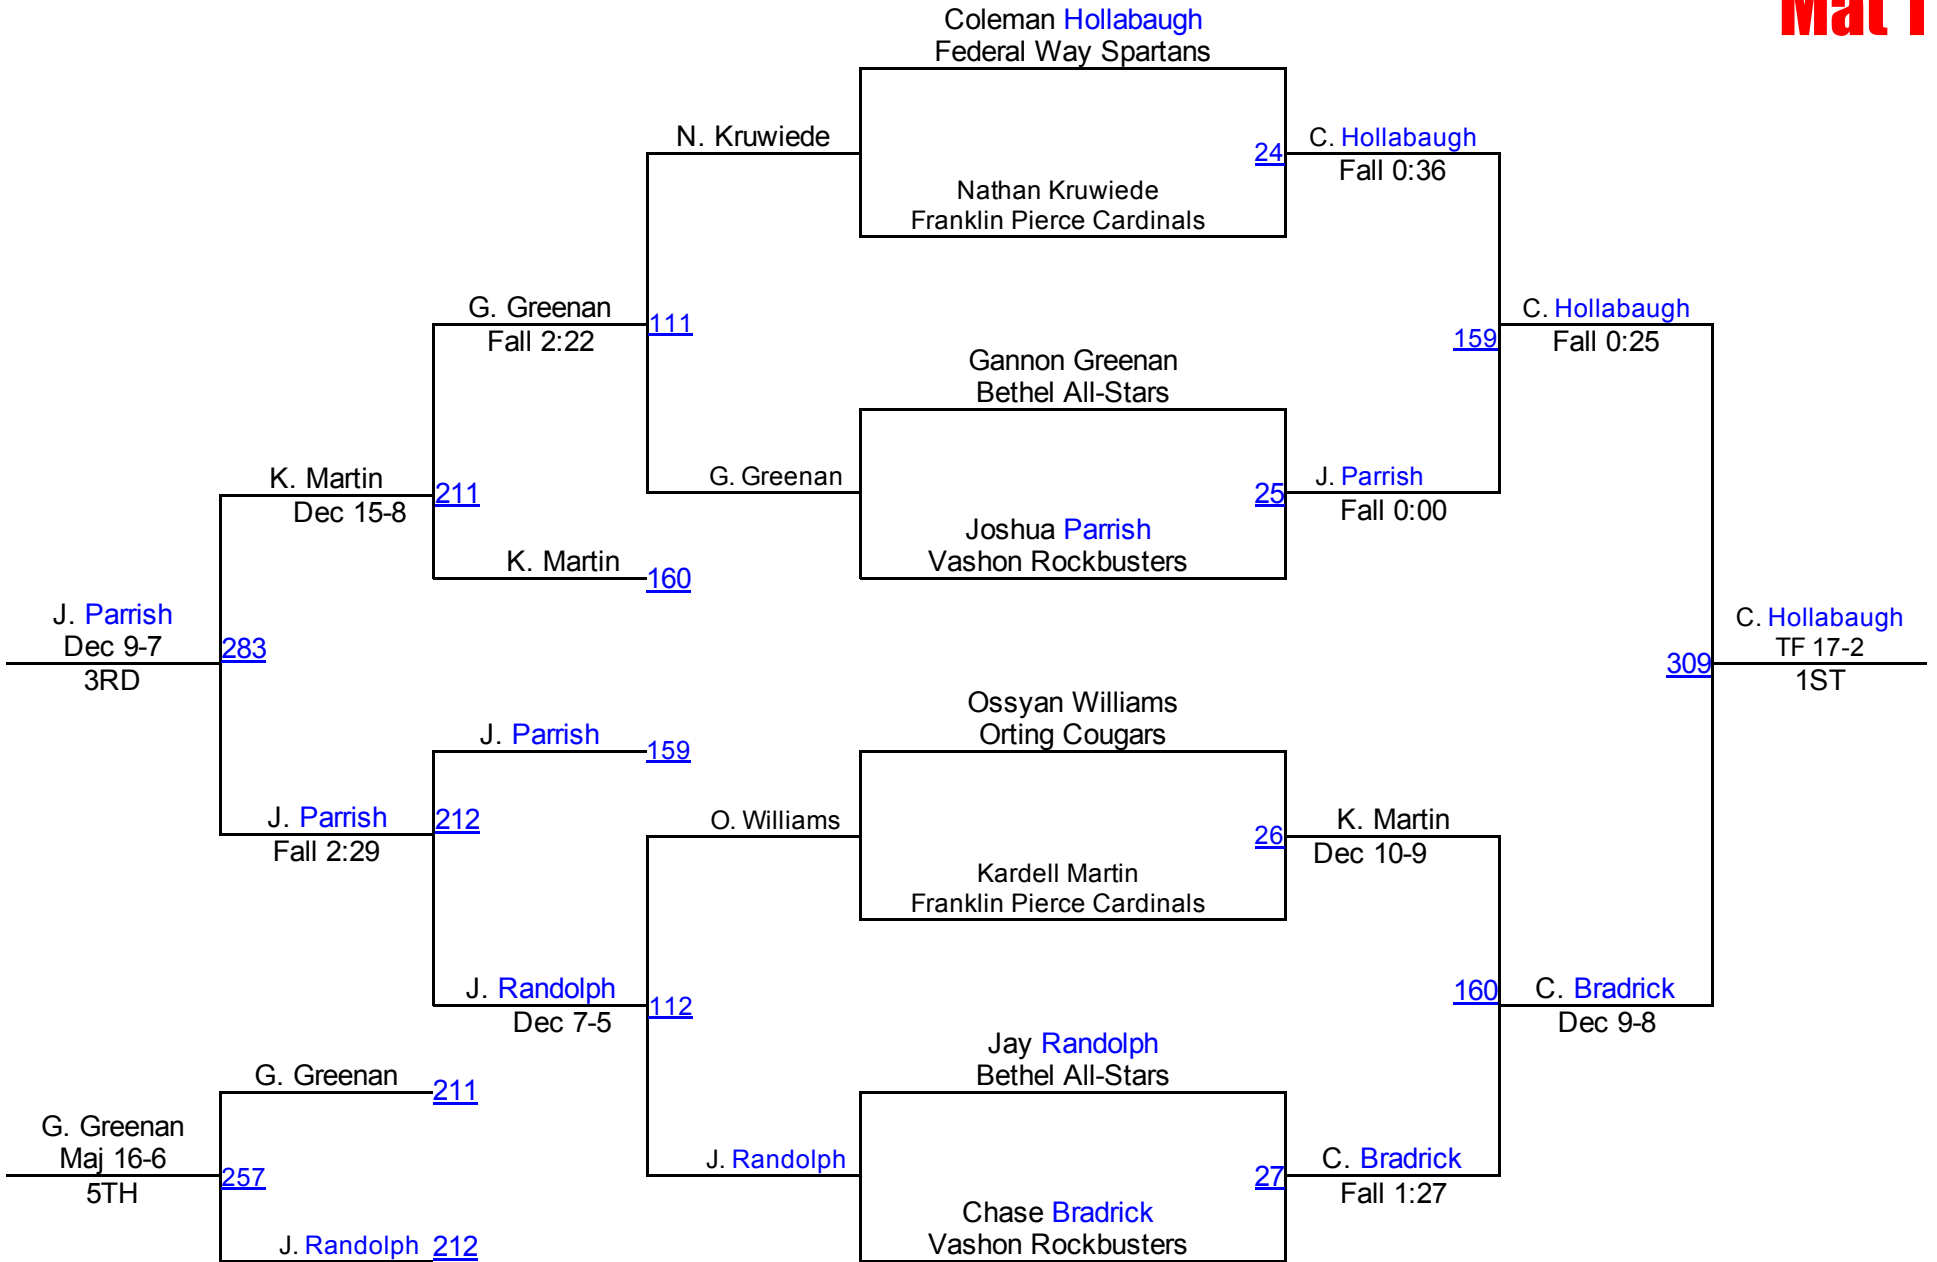 Mat 1
Coleman Hollabaugh
Federal Way Spartans
N. Kruwiede
24
C. Hollabaugh
Fall 0:36
Nathan Kruwiede
Franklin Pierce Cardinals
G. Greenan
Fall 2:22
111
C. Hollabaugh
Fall 0:25
159
Gannon Greenan
Bethel All-Stars
K. Martin
Dec 15-8
211
G. Greenan
25
J. Parrish
Fall 0:00
Joshua Parrish
Vashon Rockbusters
K. Martin
160
J. Parrish
Dec 9-7
3RD
283
C. Hollabaugh
TF 17-2
1ST
309
Ossyan Williams
Orting Cougars
J. Parrish
159
J. Parrish
Fall 2:29
212
O. Williams
26
K. Martin
Dec 10-9
Kardell Martin
Franklin Pierce Cardinals
J. Randolph
Dec 7-5
112
160
C. Bradrick
Dec 9-8
Jay Randolph
Bethel All-Stars
G. Greenan
211
G. Greenan
Maj 16-6
5TH
257
J. Randolph
27
C. Bradrick
Fall 1:27
Chase Bradrick
Vashon Rockbusters
J. Randolph
212